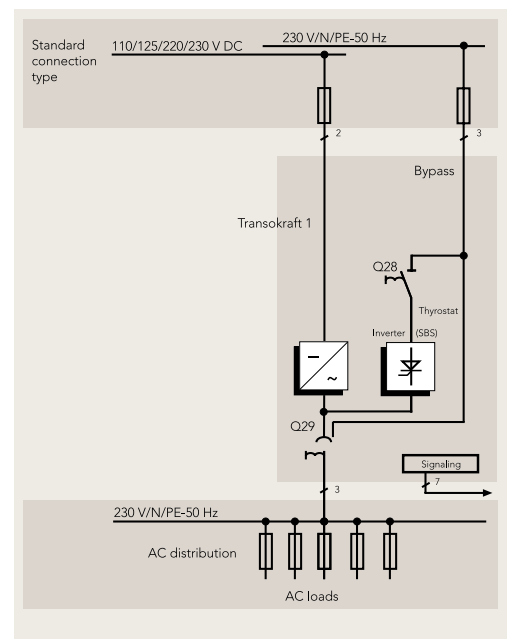 Standard
connection
type
110/125/220/230 V DC
230 V/N/PE-50 Hz
2
3
Bypass
Transokraft 1
Q28
Thyrostat
Inverter (SBS)
Q29
Signaling
7
3
230 V/N/PE-50 Hz
AC distribution
AC loads